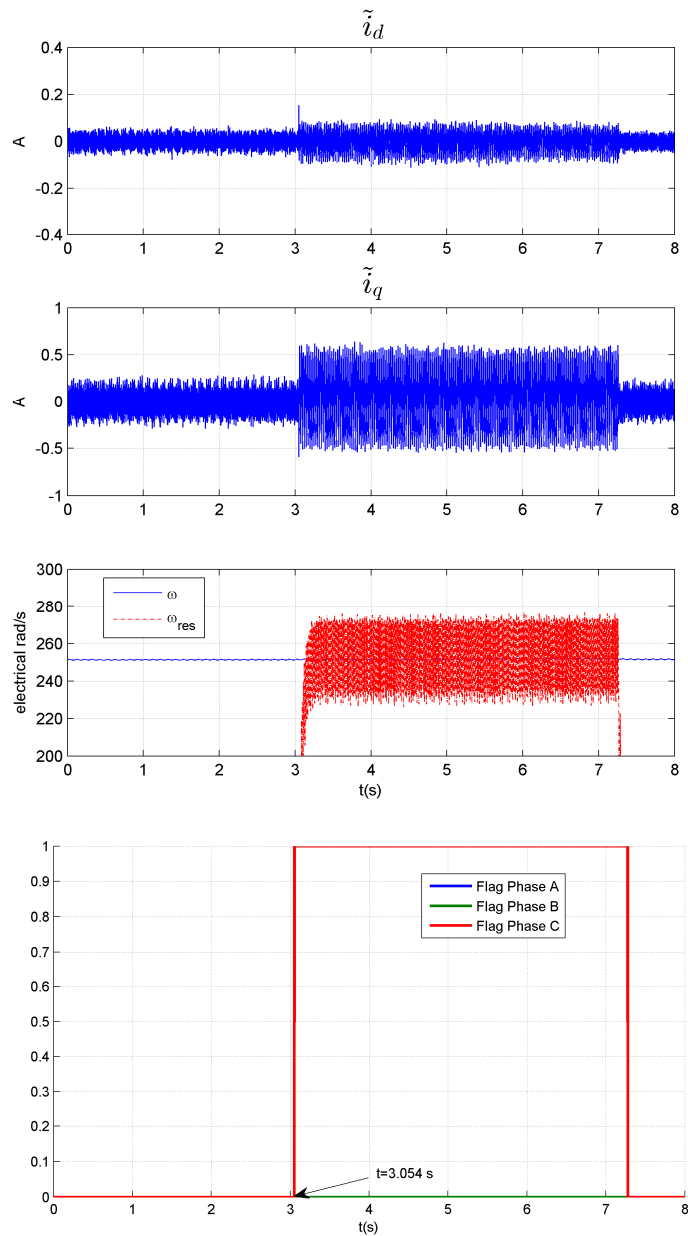 ĩ_d
0.4
0.2
0
-0.2
-0.4
A
0 1 2 3 4 5 6 7 8
ĩ_q
1
0.5
0
-0.5
-1
A
0 1 2 3 4 5 6 7 8
300
280
260
240
220
200
electrical rad/s
ω
ω_res
0 1 2 3 4 5 6 7 8
t(s)
1
0.9
0.8
0.7
0.6
0.5
0.4
0.3
0.2
0.1
0
Flag Phase A
Flag Phase B
Flag Phase C
t=3.054 s
0 1 2 3 4 5 6 7 8
t(s)